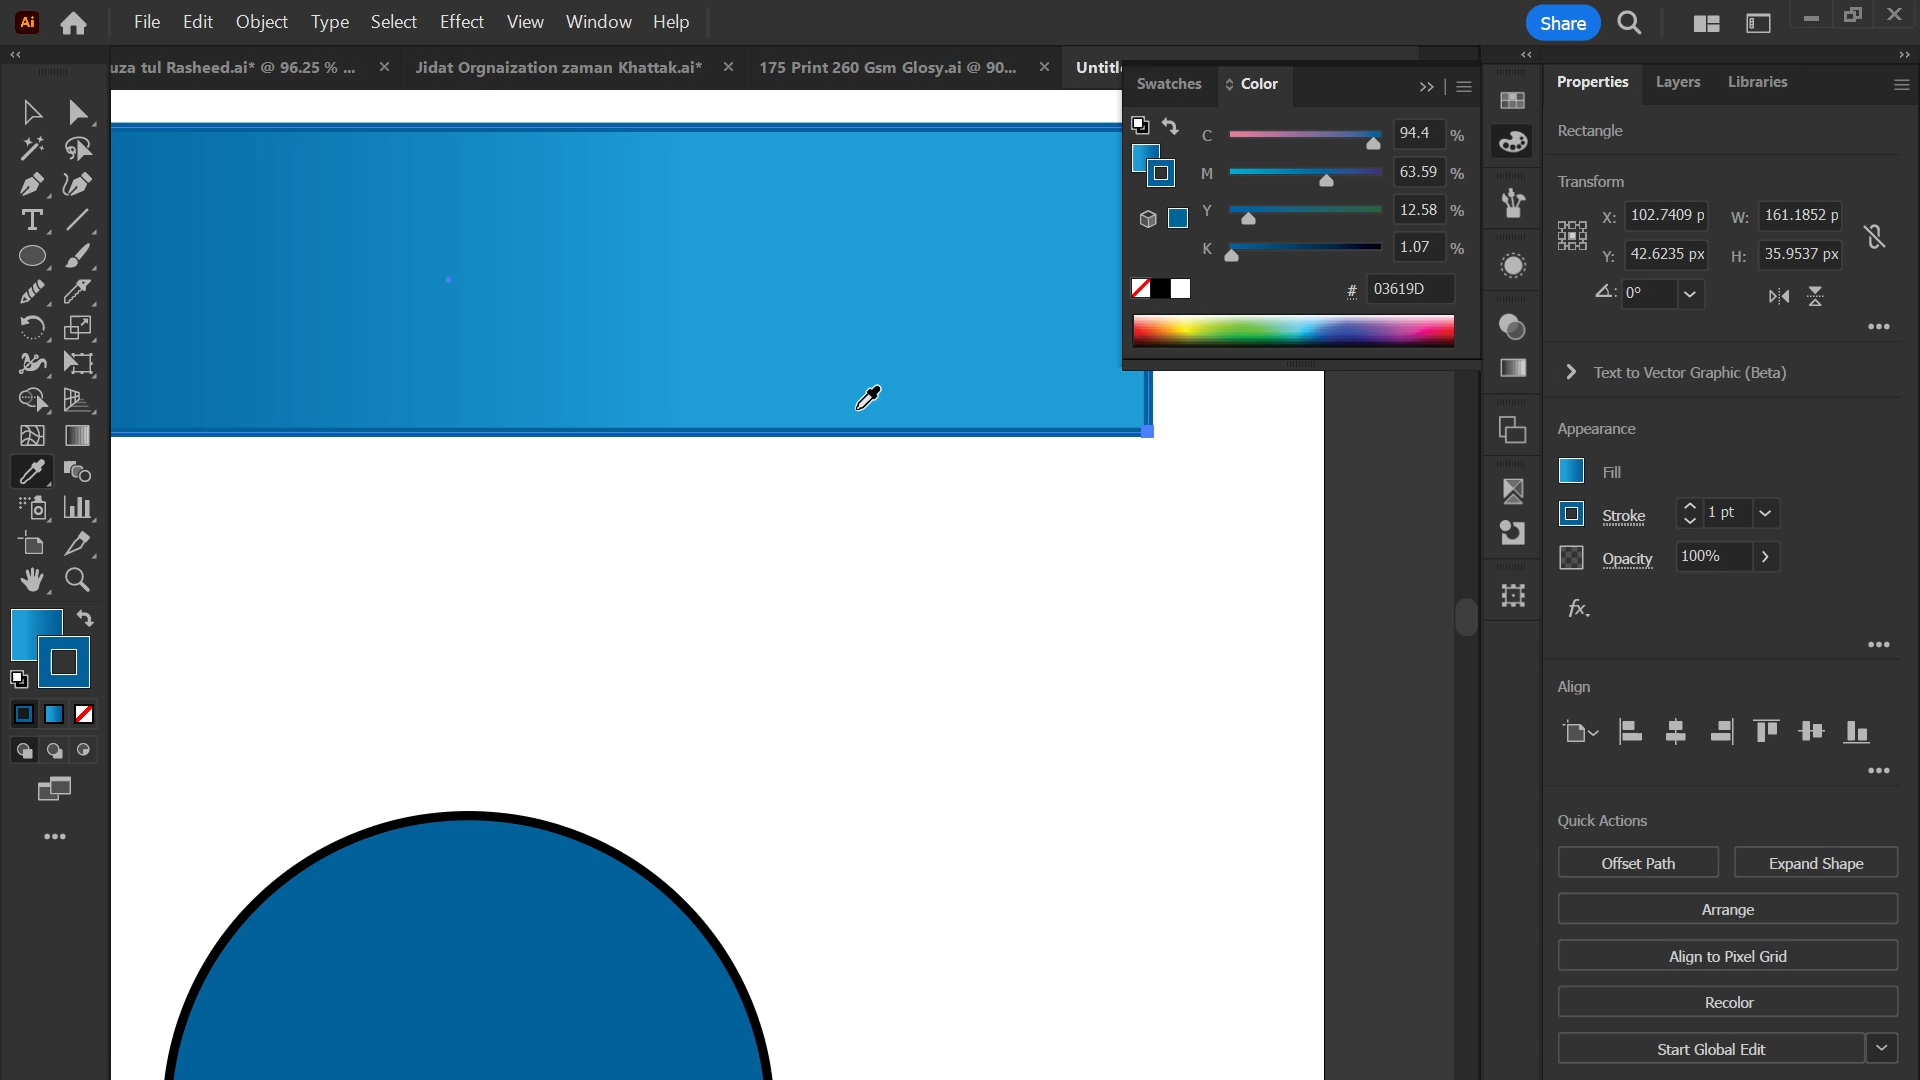 Ai File Edit Object Type Select Effect View Window Help Share
uza tul Rasheed.ai* @ 96.25 % ... Jidat Orgnaization zaman Khattak.ai* 175 Print 260 Gsm Glosy.ai @ 90... Untitl
Swatches Color
C 94.4 %
M 63.59 %
Y 12.58 %
K 1.07 %
# 03619D
Properties Layers Libraries
Rectangle
Transform
X: 102.7409 p W: 161.1852 p
Y: 42.6235 px H: 35.9537 px
0°
Text to Vector Graphic (Beta)
Appearance
Fill
Stroke 1 pt
Opacity 100%
fx.
Align
Quick Actions
Offset Path Expand Shape
Arrange
Align to Pixel Grid
Recolor
Start Global Edit